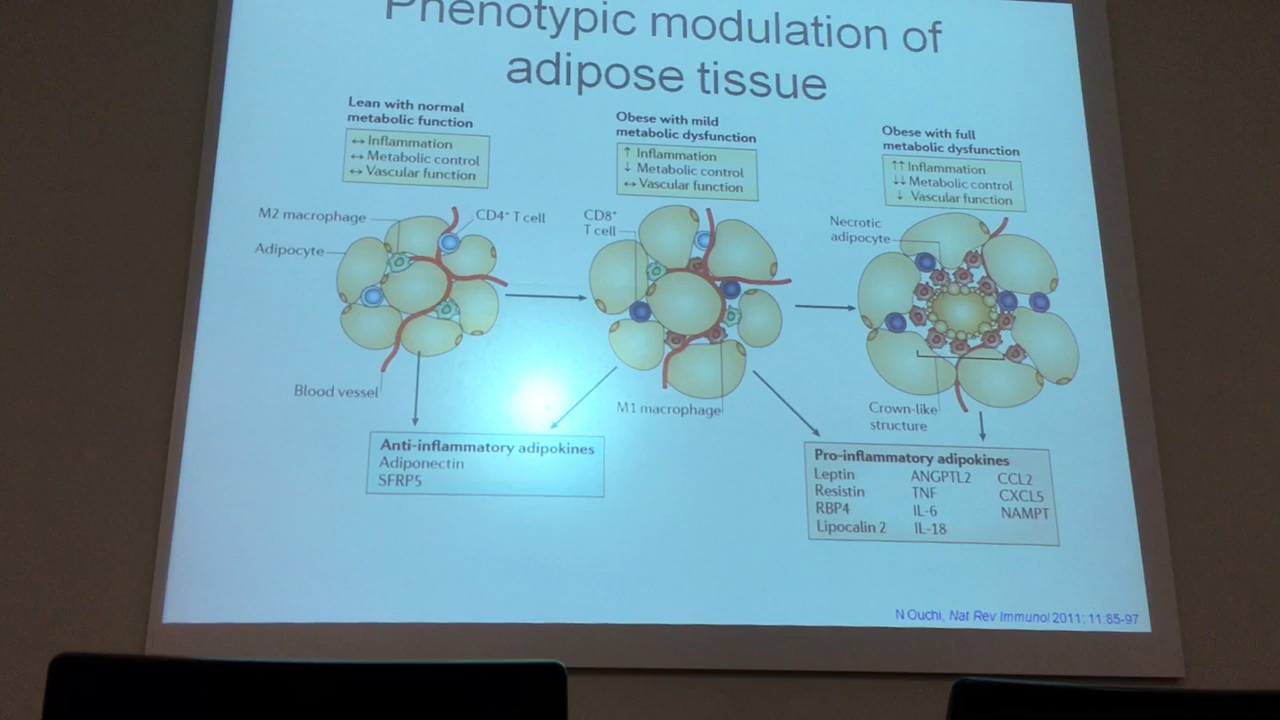 Phenotypic modulation of
adipose tissue
Lean with normal
metabolic function
↔ Inflammation
↔ Metabolic control
↔ Vascular function
Obese with mild
metabolic dysfunction
↑ Inflammation
↓ Metabolic control
↔ Vascular function
Obese with full
metabolic dysfunction
↑↑ Inflammation
↓↓ Metabolic control
↓ Vascular function
M2 macrophage
CD4⁺ T cell
Adipocyte
Blood vessel
CD8⁺
T cell
M1 macrophage
Necrotic
adipocyte
Crown-like
structure
Anti-inflammatory adipokines
Adiponectin
SFRP5
Pro-inflammatory adipokines
Leptin ANGPTL2 CCL2
Resistin TNF CXCL5
RBP4 IL-6 NAMPT
Lipocalin 2 IL-18
N Ouchi, Nat Rev Immunol 2011; 11:85-97